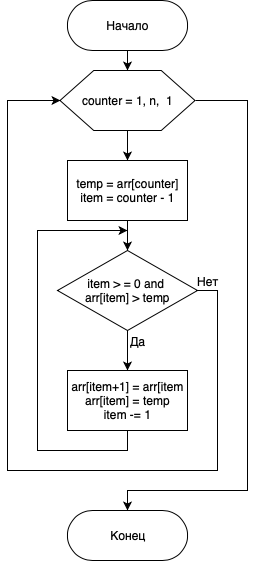 Начало
counter = 1, n, 1
temp = arr[counter]
item = counter - 1
item > = 0 and
arr[item] > temp
Нет
Да
arr[item+1] = arr[item
arr[item] = temp
item -= 1
Конец